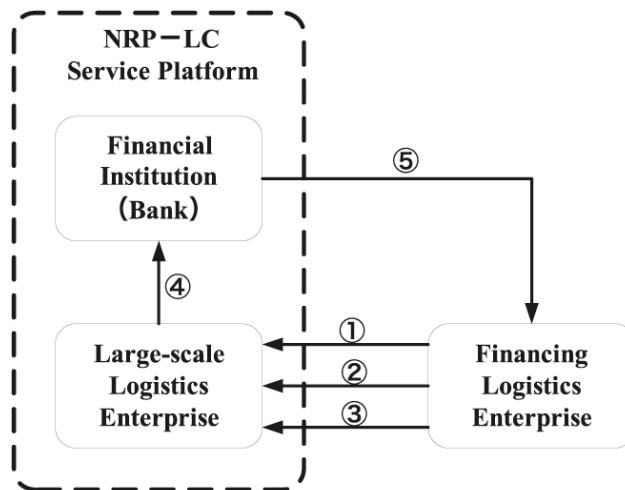 NRP－LC
Service Platform
Financial
Institution
(Bank)
⑤
④
Large-scale
Logistics
Enterprise
①
②
③
Financing
Logistics
Enterprise